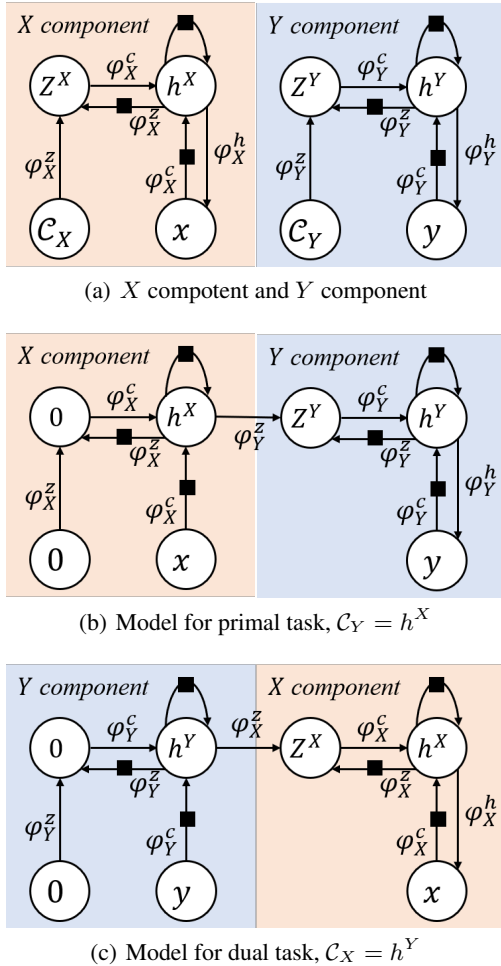 X component Y component
φ_X^c φ_Y^c
Z^X h^X Z^Y h^Y
φ_X^z φ_Y^z
φ_X^z φ_X^c φ_X^h φ_Y^z φ_Y^c φ_Y^h
𝒞_X x 𝒞_Y y
(a) X compotent and Y component
X component Y component
φ_X^c φ_Y^c
0 h^X Z^Y h^Y
φ_X^z φ_Y^z φ_Y^z
φ_X^z φ_X^c φ_Y^c φ_Y^h
0 x y
(b) Model for primal task, 𝒞_Y = h^X
Y component X component
φ_Y^c φ_X^z φ_X^c
0 h^Y Z^X h^X
φ_Y^z φ_X^z
φ_Y^z φ_Y^c φ_X^c φ_X^h
0 y x
(c) Model for dual task, 𝒞_X = h^Y